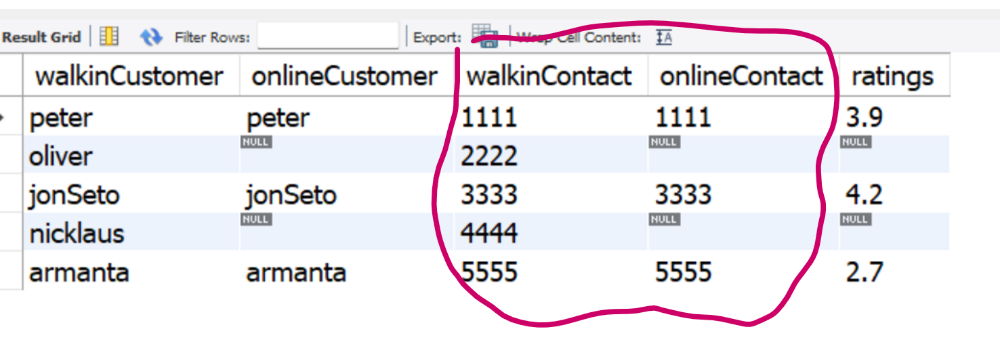 Result Grid Filter Rows: Export: Wrap Cell Content: IA
walkinCustomer onlineCustomer walkinContact onlineContact ratings
peter peter 1111 1111 3.9
oliver NULL 2222 NULL NULL
jonSeto jonSeto 3333 3333 4.2
nicklaus NULL 4444 NULL NULL
armanta armanta 5555 5555 2.7